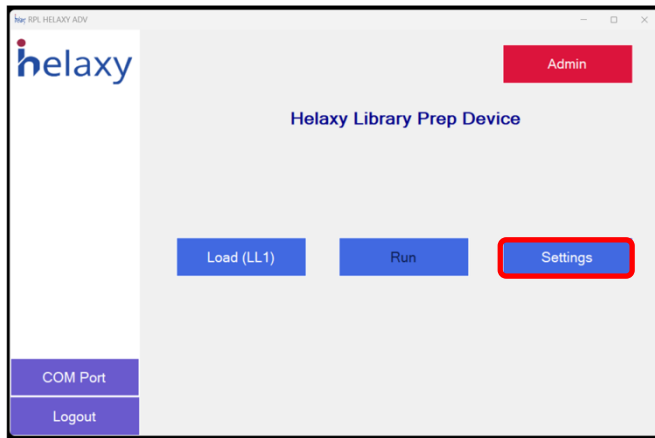 RPL HELAXY ADV
helaxy
Admin
Helaxy Library Prep Device
Load (LL1)
Run
Settings
COM Port
Logout